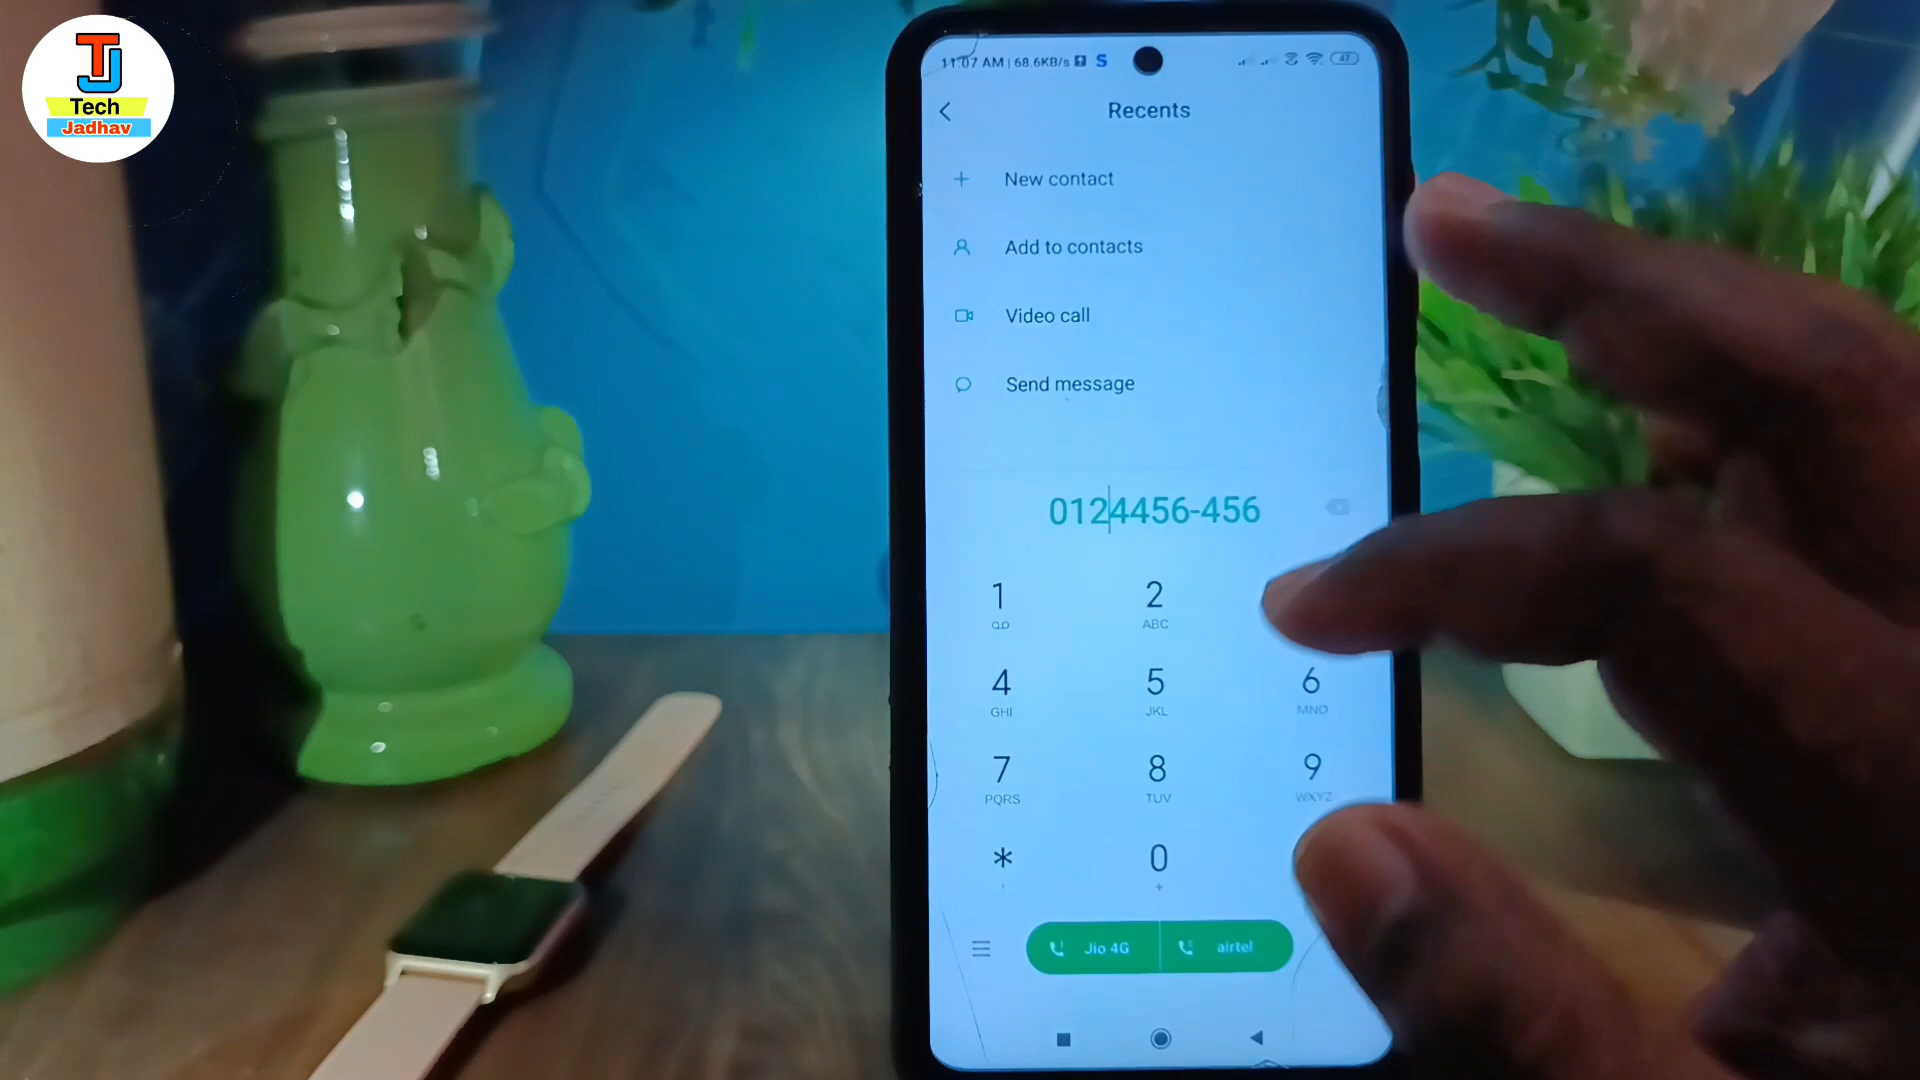 TJ
Tech
Jadhav
11:07 AM | 68.6KB/s S
47
Recents
New contact
Add to contacts
Video call
Send message
0124456-456
1 2
ABC
4 5 6
GHI JKL MNO
7 8 9
PQRS TUV WXYZ
* 0
, +
Jio 4G airtel